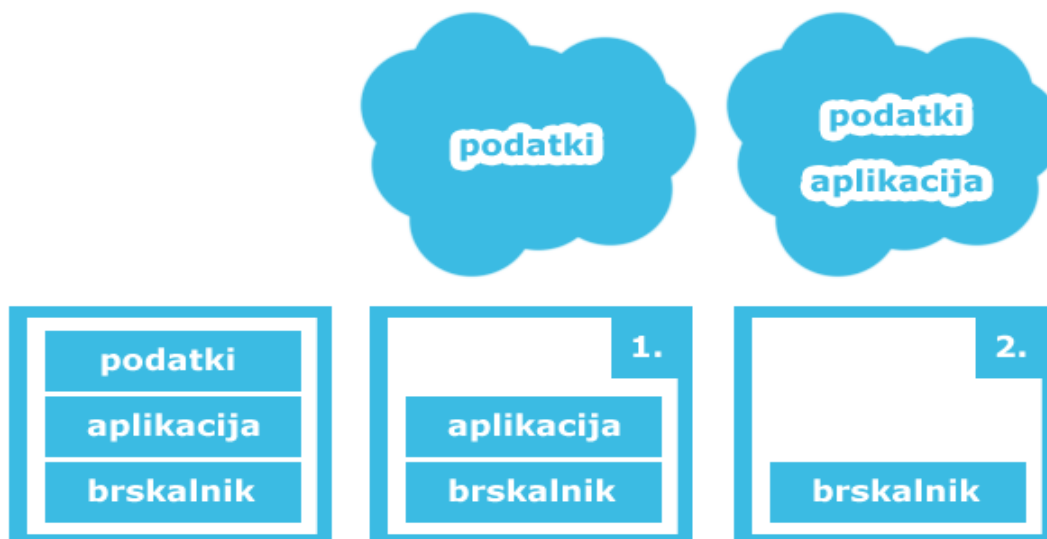 podatki
podatki
aplikacija
podatki
aplikacija
brskalnik
1.
aplikacija
brskalnik
2.
brskalnik